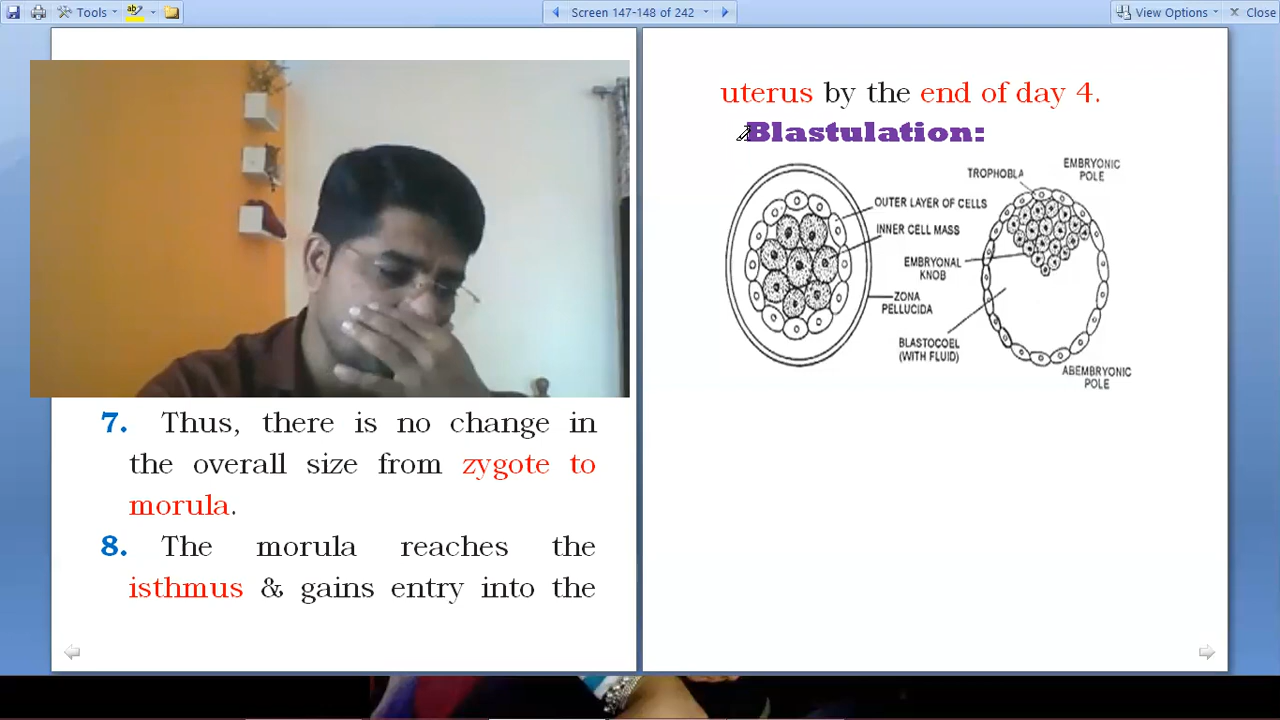 Tools
Screen 147-148 of 242
View Options
Close
7. Thus, there is no change in
the overall size from zygote to
morula.
8. The morula reaches the
isthmus & gains entry into the
uterus by the end of day 4.
Blastulation:
TROPHOBLA
EMBRYONIC
POLE
OUTER LAYER OF CELLS
INNER CELL MASS
EMBRYONAL
KNOB
ZONA
PELLUCIDA
BLASTOCOEL
(WITH FLUID)
ABEMBRYONIC
POLE